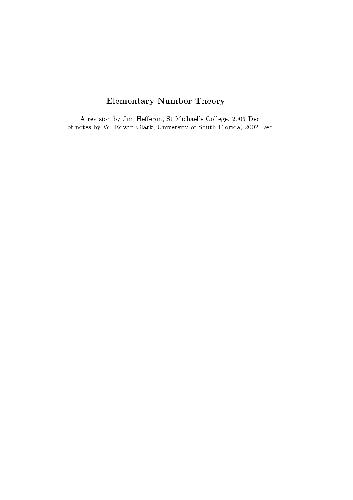 Elementary Number Theory
A revision by Jim Hefferon, St Michael's College, 2003-Dec
of notes by W. Edwin Clark, University of South Florida, 2002-Dec